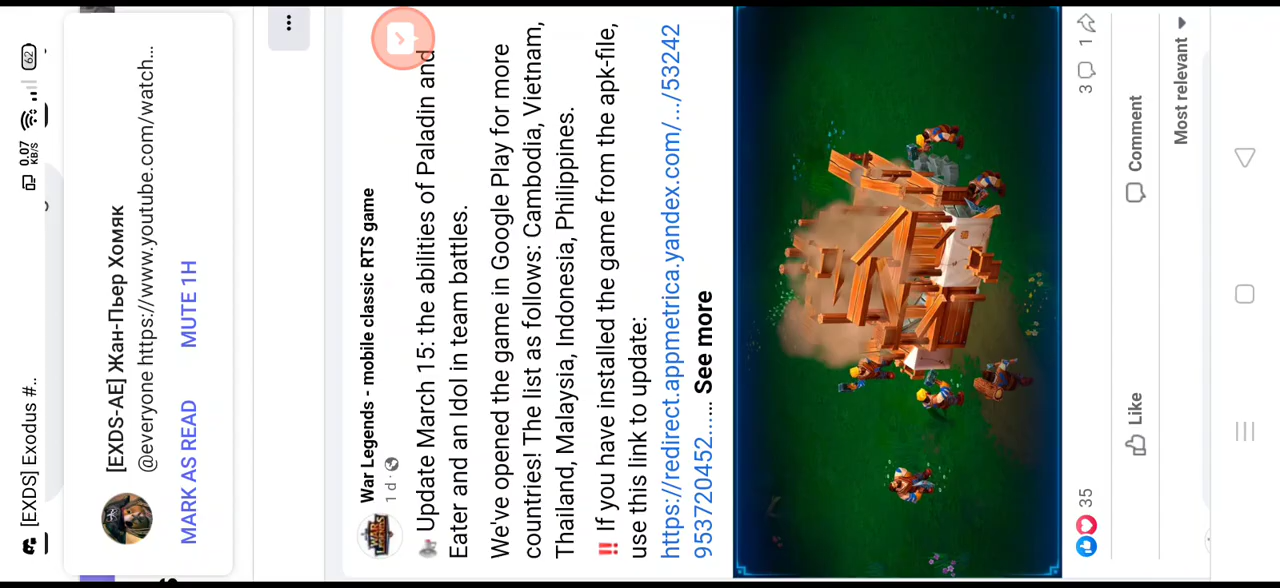 0.07
KB/S
62
[EXDS] Exodus #..
[EXDS-AE] Жан-Пьер Хомяк
@everyone https://www.youtube.com/watch...
MARK AS READ MUTE 1H
War Legends - mobile classic RTS game
1 d ·
Update March 15: the abilities of Paladin and
Eater and an Idol in team battles.
We've opened the game in Google Play for more
countries! The list as follows: Cambodia, Vietnam,
Thailand, Malaysia, Indonesia, Philippines.
‼️ If you have installed the game from the apk-file,
use this link to update:
https://redirect.appmetrica.yandex.com/.../53242
953720452...... See more
35
3
1
Like
Comment
Most relevant